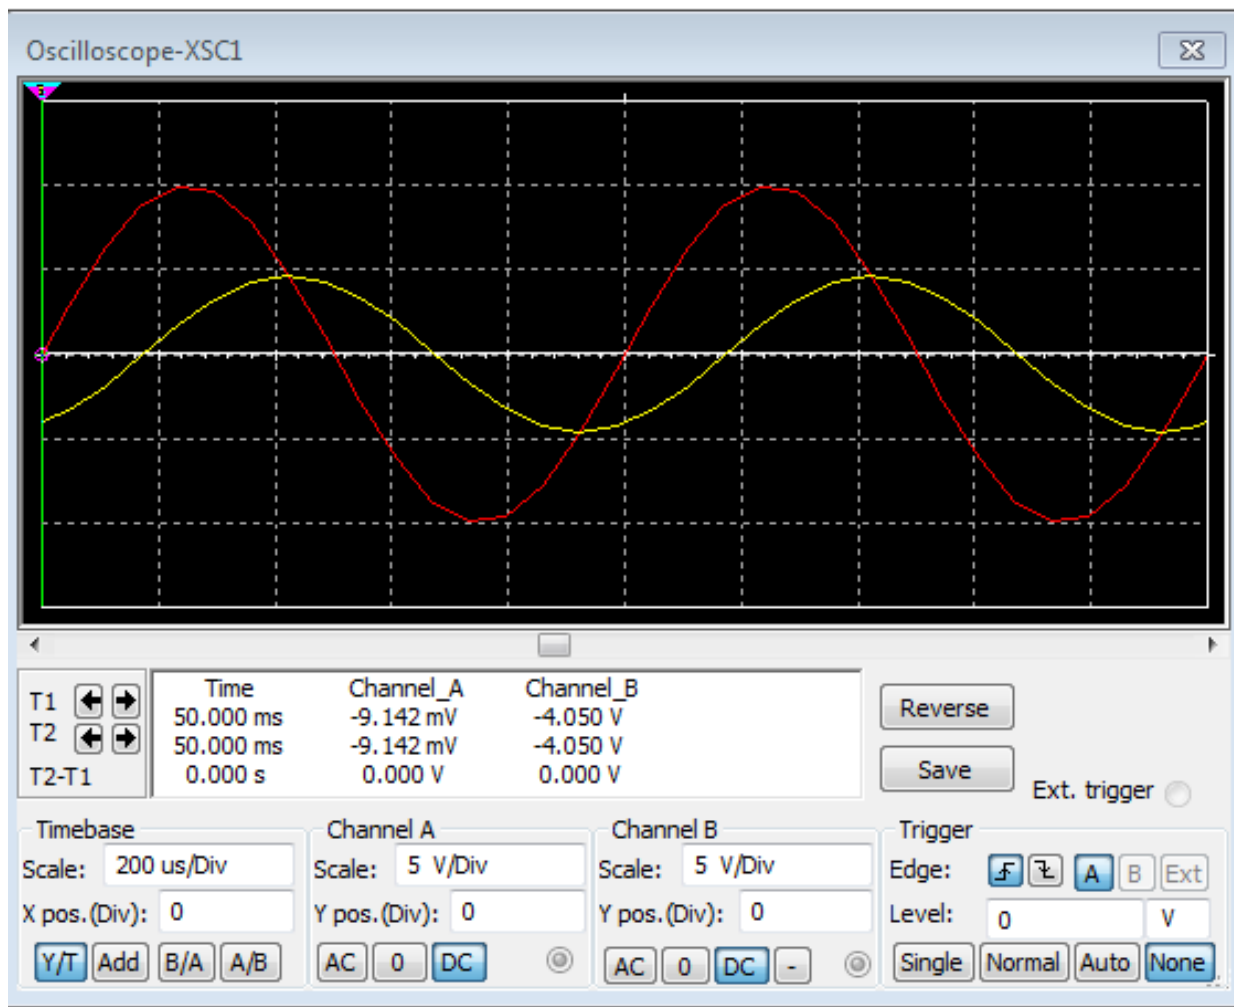 Oscilloscope-XSC1
T1
T2
T2-T1
Time Channel_A Channel_B
50.000 ms -9.142 mV -4.050 V
50.000 ms -9.142 mV -4.050 V
0.000 s 0.000 V 0.000 V
Reverse
Save
Ext. trigger
Timebase
Scale: 200 us/Div
X pos.(Div): 0
Y/T Add B/A A/B
Channel A
Scale: 5 V/Div
Y pos.(Div): 0
AC 0 DC
Channel B
Scale: 5 V/Div
Y pos.(Div): 0
AC 0 DC -
Trigger
Edge: A B Ext
Level: 0 V
Single Normal Auto None